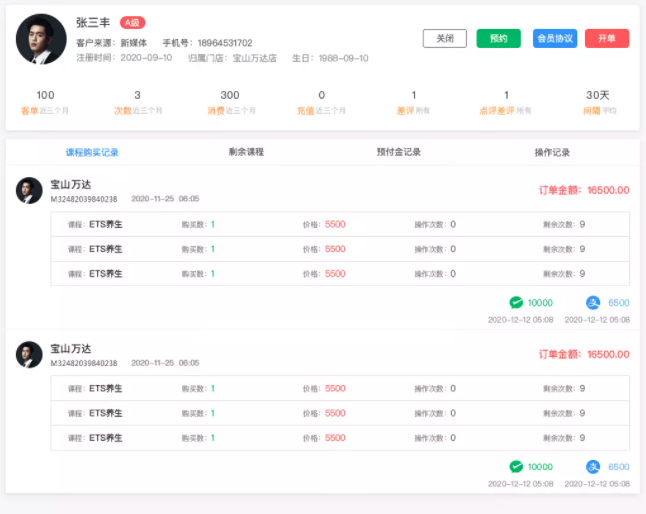 张三丰 A级
客户来源：新媒体 手机号：18964531702
注册时间：2020-09-10 归属门店：宝山万达店 生日：1988-09-10
关闭 预约 会员协议 开单
100 3 300 0 1 1 30天
客单 近三个月 次数 近三个月 消费 近三个月 充值 近三个月 差评 所有 点评差评 所有 间隔 平均
课程购买记录 剩余课程 预付金记录 操作记录
宝山万达
M32482039840238 2020-11-25 06:05
订单金额：16500.00
课程：ETS养生 购买数：1 价格：5500 操作次数：0 剩余次数：9
课程：ETS养生 购买数：1 价格：5500 操作次数：0 剩余次数：9
课程：ETS养生 购买数：1 价格：5500 操作次数：0 剩余次数：9
10000 支 6500
2020-12-12 05:08 2020-12-12 05:08
宝山万达
M32482039840238 2020-11-25 06:05
订单金额：16500.00
课程：ETS养生 购买数：1 价格：5500 操作次数：0 剩余次数：9
课程：ETS养生 购买数：1 价格：5500 操作次数：0 剩余次数：9
课程：ETS养生 购买数：1 价格：5500 操作次数：0 剩余次数：9
10000 支 6500
2020-12-12 05:08 2020-12-12 05:08